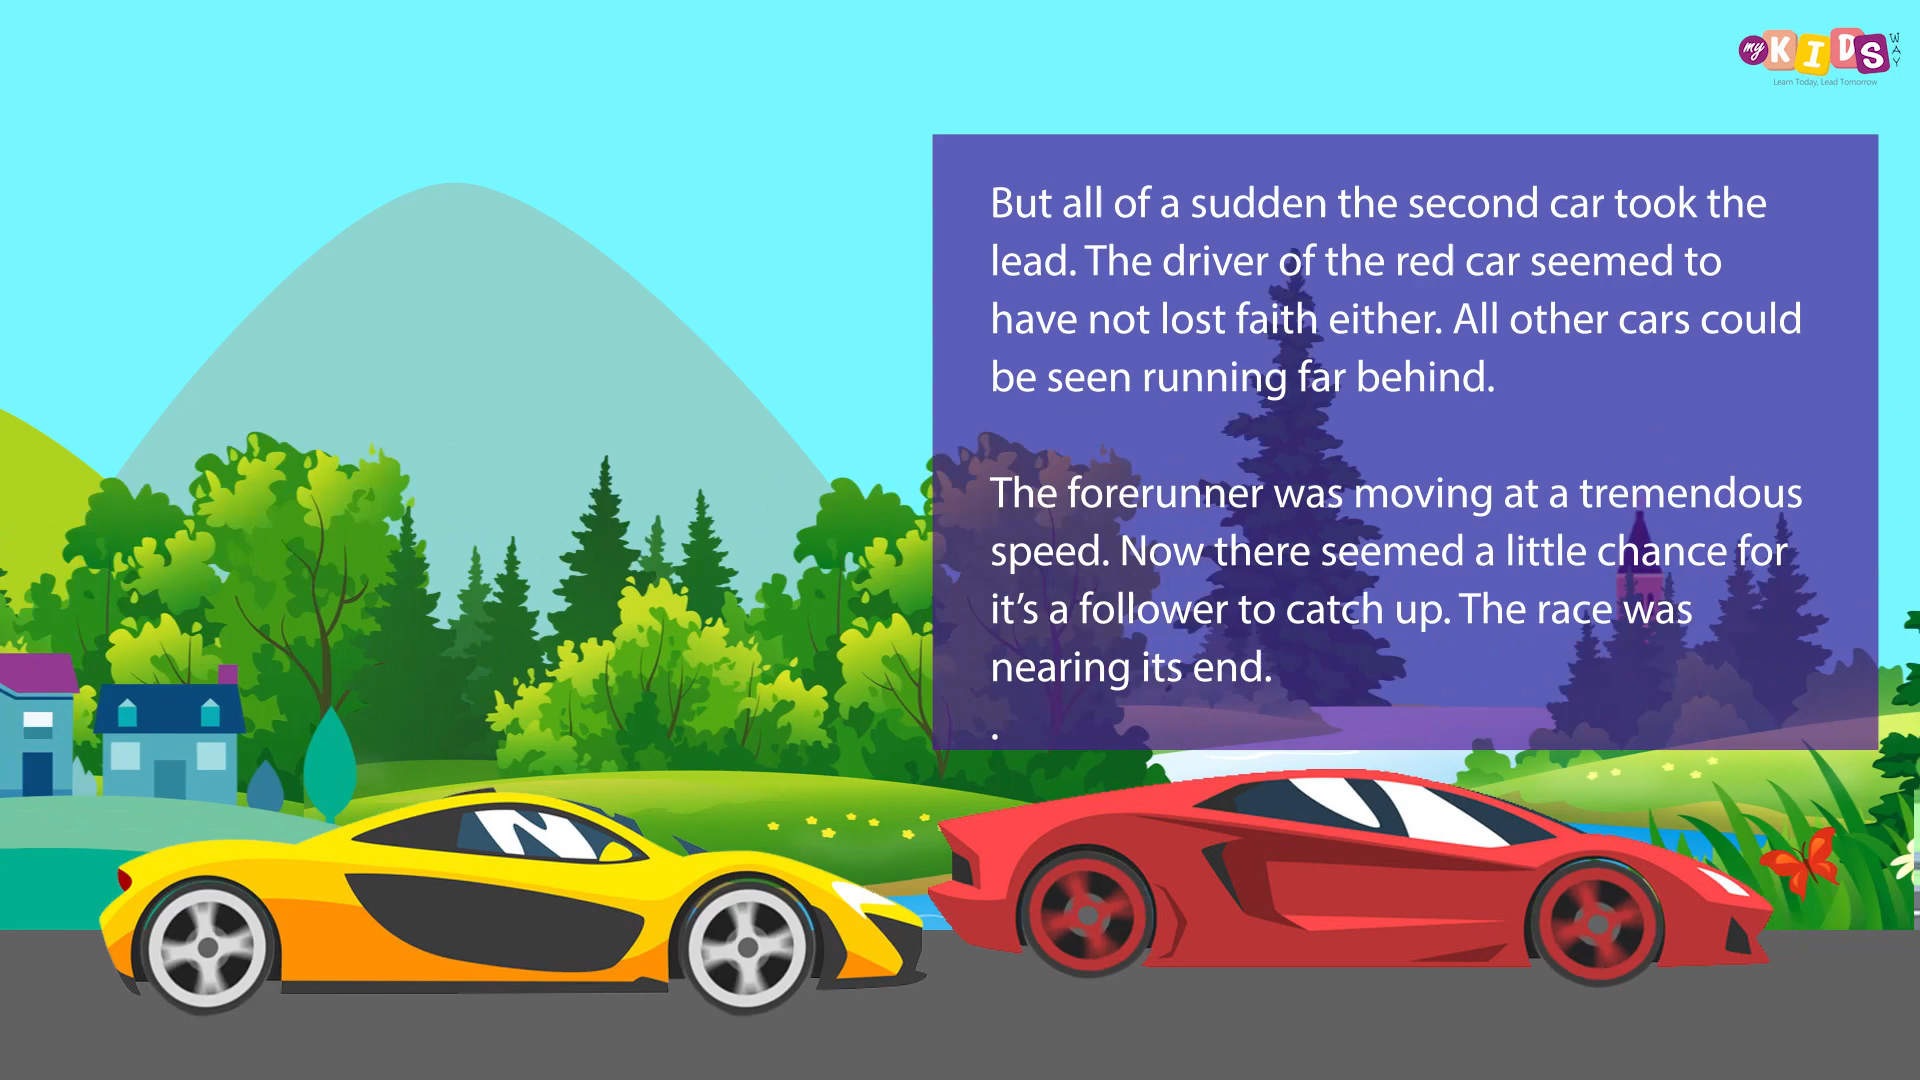 my KIDS WAY
Learn Today, Lead Tomorrow
But all of a sudden the second car took the
lead. The driver of the red car seemed to
have not lost faith either. All other cars could
be seen running far behind.
The forerunner was moving at a tremendous
speed. Now there seemed a little chance for
it’s a follower to catch up. The race was
nearing its end.
.